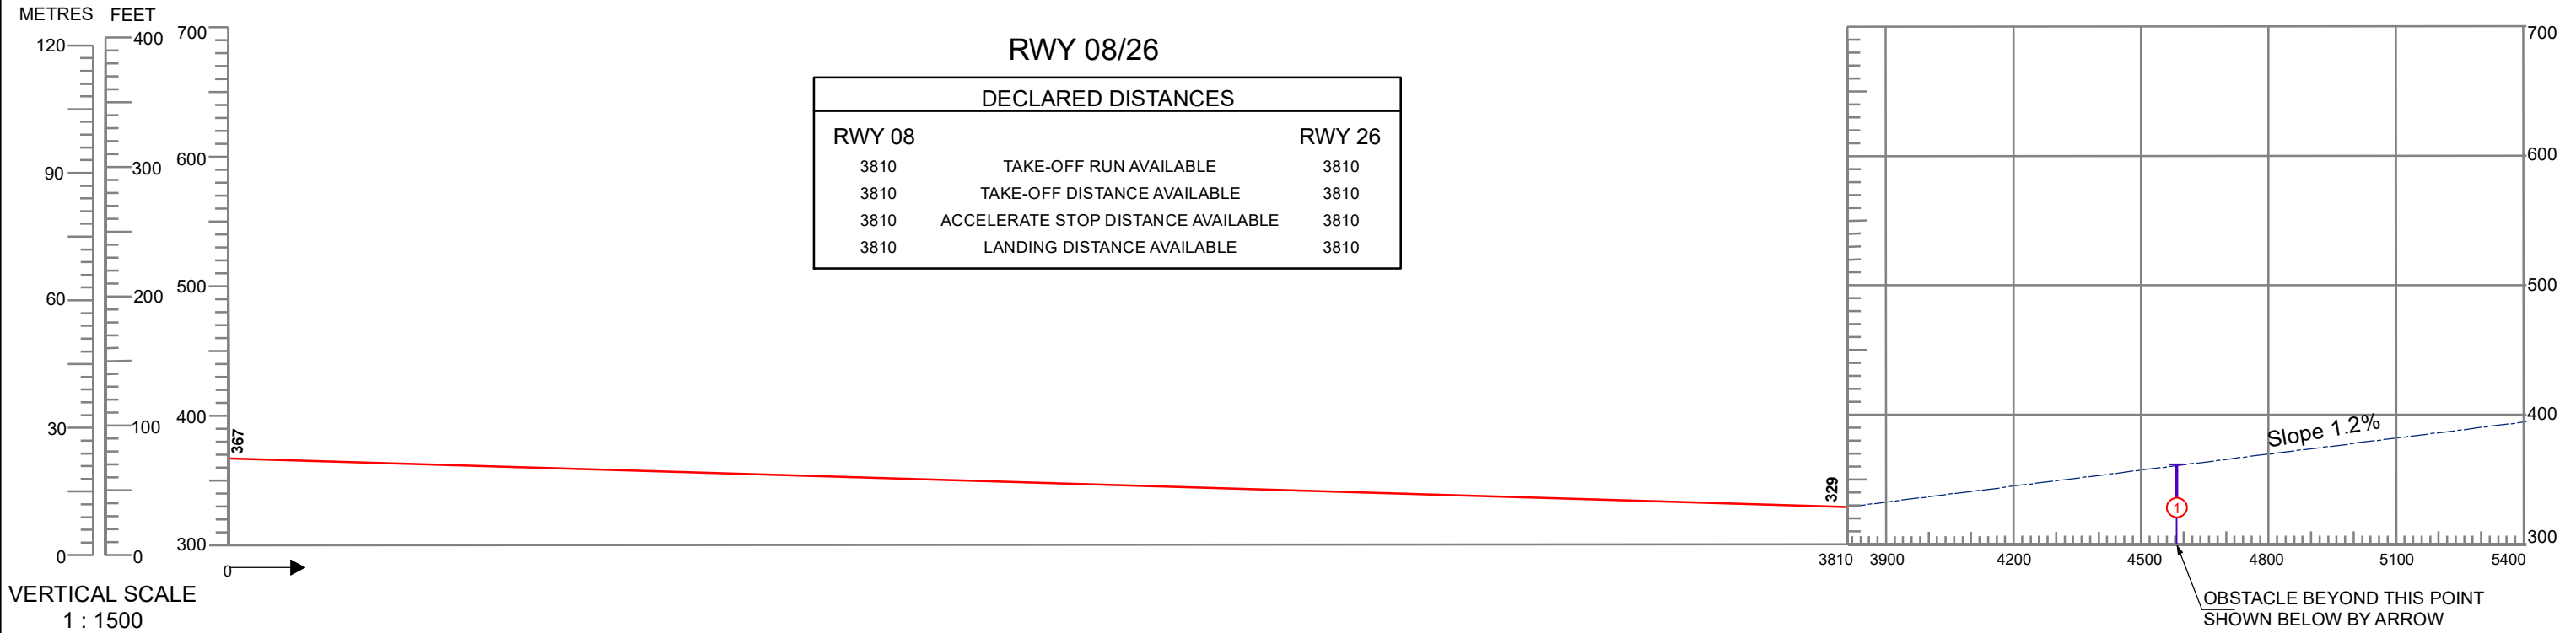 METRES FEET
120
90
60
30
0
400
300
200
100
0
VERTICAL SCALE
1 : 1500
700
600
500
400
300
367
0
RWY 08/26
DECLARED DISTANCES
RWY 08 RWY 26
3810 TAKE-OFF RUN AVAILABLE 3810
3810 TAKE-OFF DISTANCE AVAILABLE 3810
3810 ACCELERATE STOP DISTANCE AVAILABLE 3810
3810 LANDING DISTANCE AVAILABLE 3810
329
Slope 1.2%
1
700
600
500
400
300
3810 3900 4200 4500 4800 5100 5400
OBSTACLE BEYOND THIS POINT
SHOWN BELOW BY ARROW